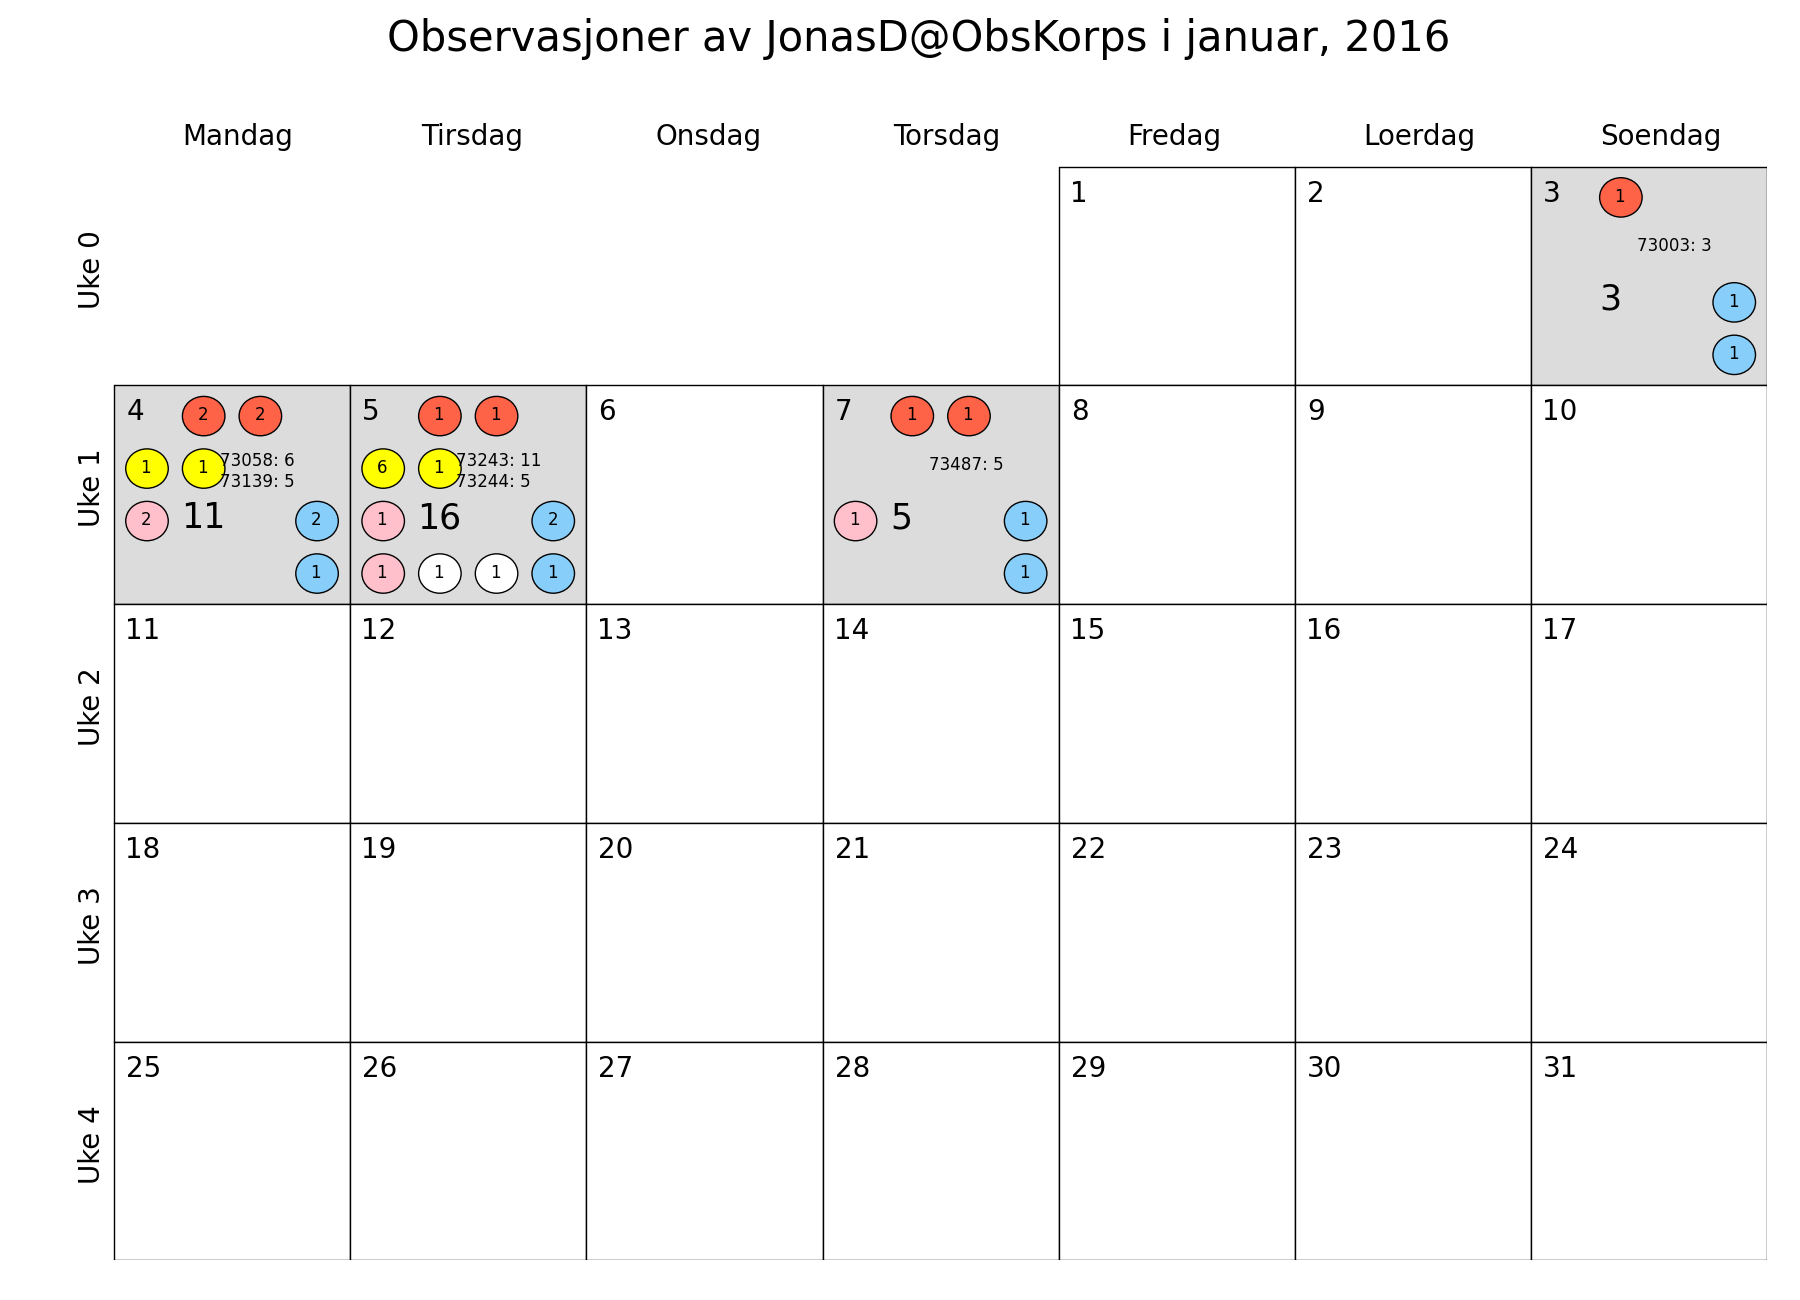 Observasjoner av JonasD@ObsKorps i januar, 2016
Mandag Tirsdag Onsdag Torsdag Fredag Loerdag Soendag
Uke 0
1 2 3 1
73003: 3
3 1
1
Uke 1
4 2 2 5 1 1 6 7 1 1 8 9 10
1 1 73058: 6 6 1 73243: 11 73487: 5
73139: 5 73244: 5
2 11 2 1 16 2 1 5 1
1 1 1 1 1 1
Uke 2
11 12 13 14 15 16 17
Uke 3
18 19 20 21 22 23 24
Uke 4
25 26 27 28 29 30 31